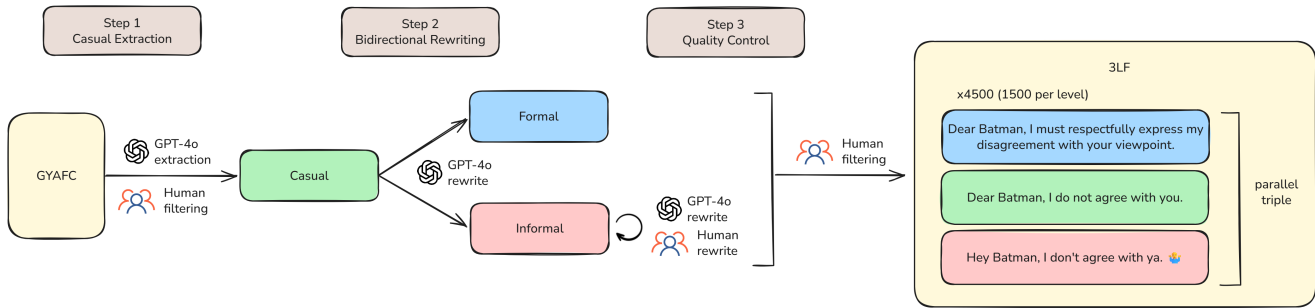 Step 1
Casual Extraction
Step 2
Bidirectional Rewriting
Step 3
Quality Control
GYAFC
GPT-4o
extraction
Human
filtering
Casual
GPT-4o
rewrite
Formal
Informal
GPT-4o
rewrite
Human
rewrite
Human
filtering
3LF
x4500 (1500 per level)
Dear Batman, I must respectfully express my
disagreement with your viewpoint.
Dear Batman, I do not agree with you.
Hey Batman, I don't agree with ya.
parallel
triple